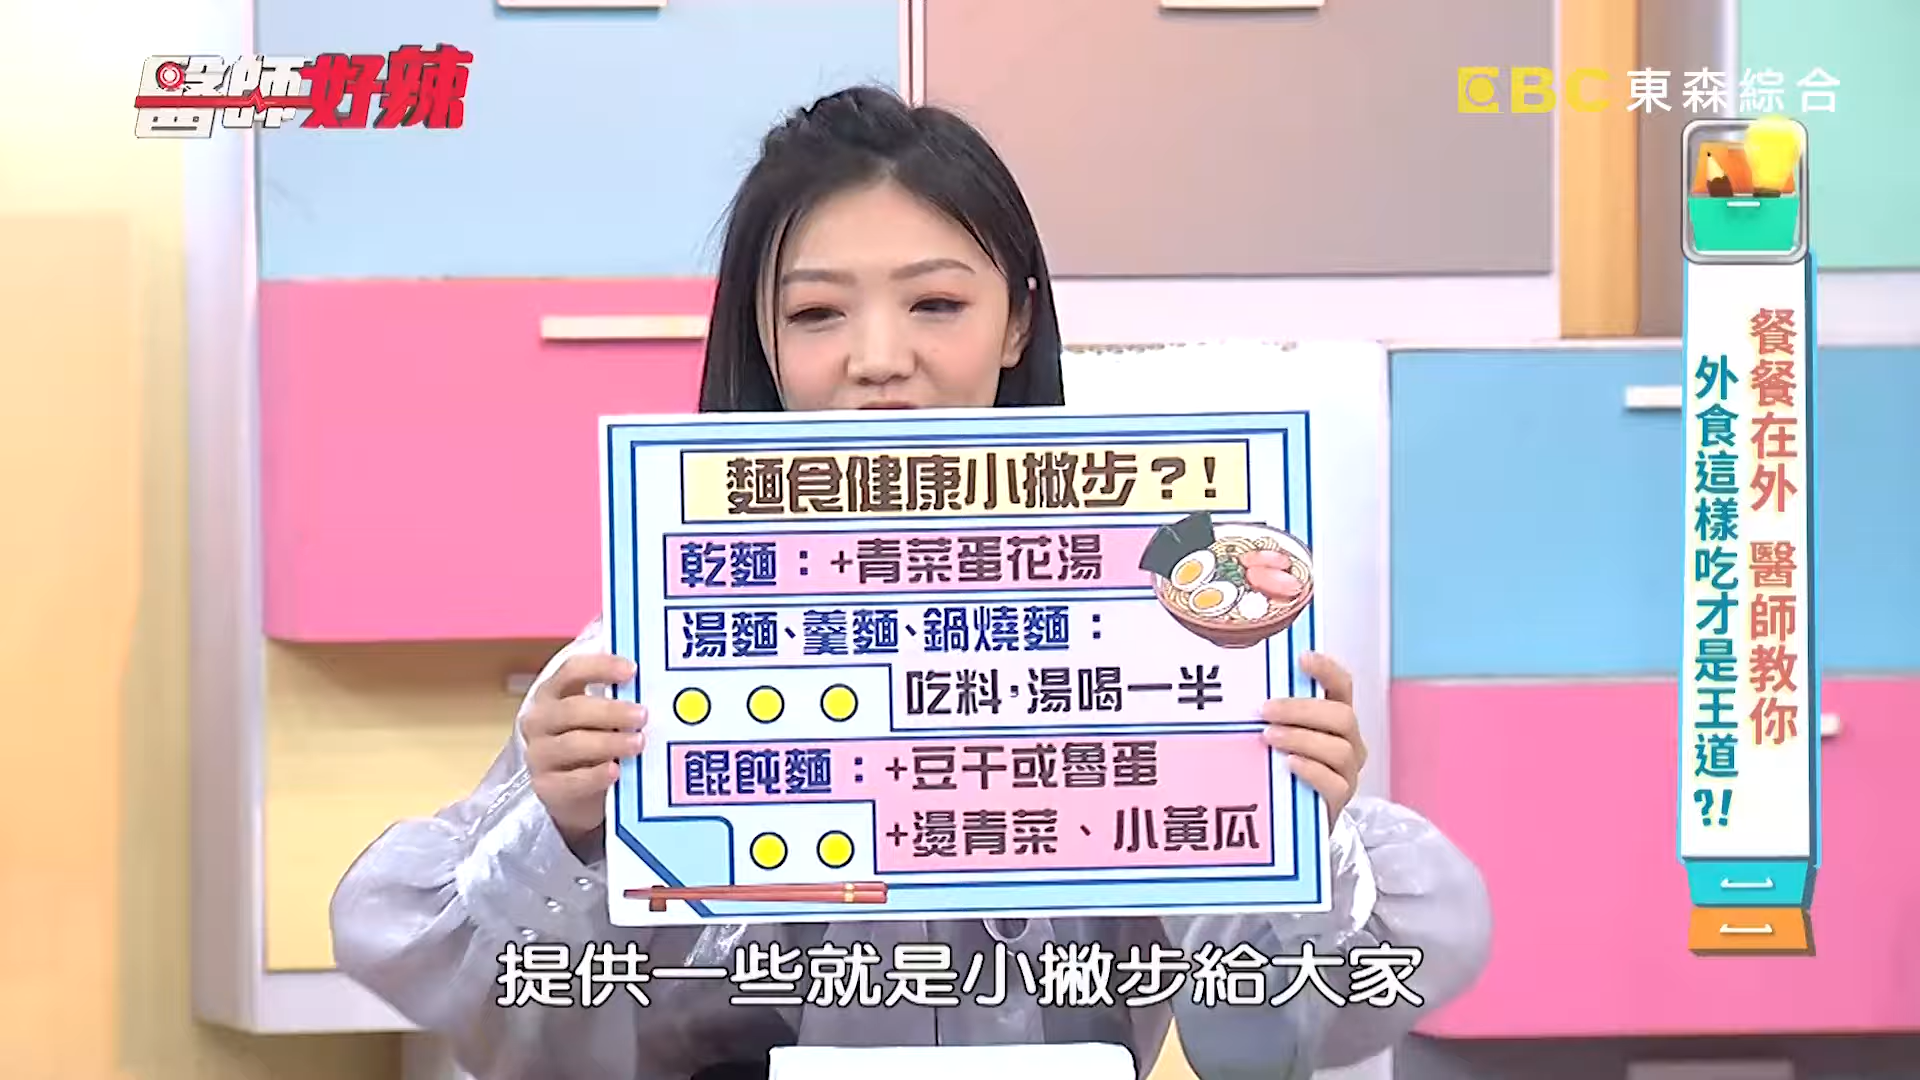 醫師好辣
EBC 東森綜合
餐餐在外 醫師教你
外食這樣吃才是王道?!
麵食健康小撇步?!
乾麵:+青菜蛋花湯
湯麵、羹麵、鍋燒麵:
吃料,湯喝一半
餛飩麵:+豆干或魯蛋
+燙青菜、小黃瓜
提供一些就是小撇步給大家